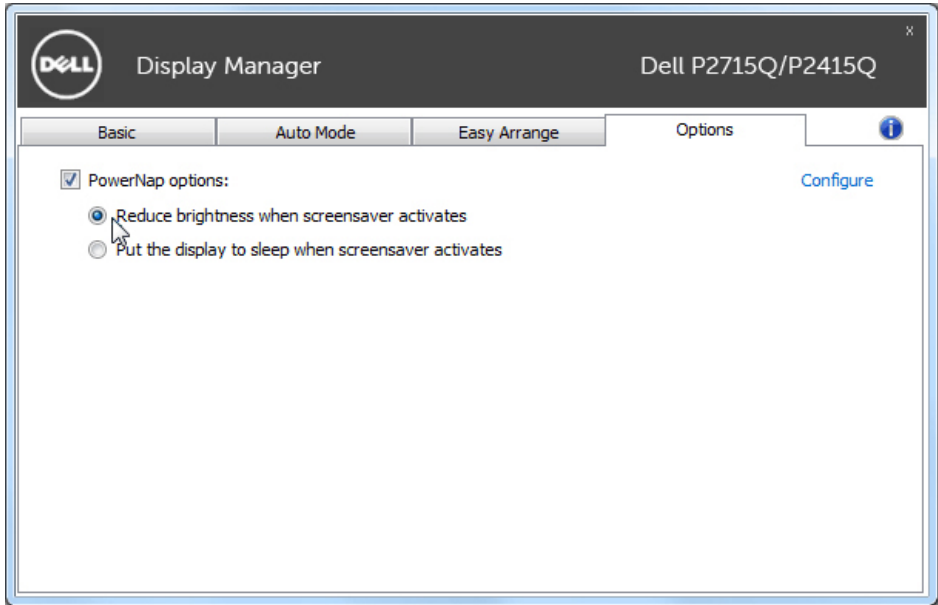 x
DELL Display Manager Dell P2715Q/P2415Q
Basic Auto Mode Easy Arrange Options i
PowerNap options: Configure
Reduce brightness when screensaver activates
Put the display to sleep when screensaver activates